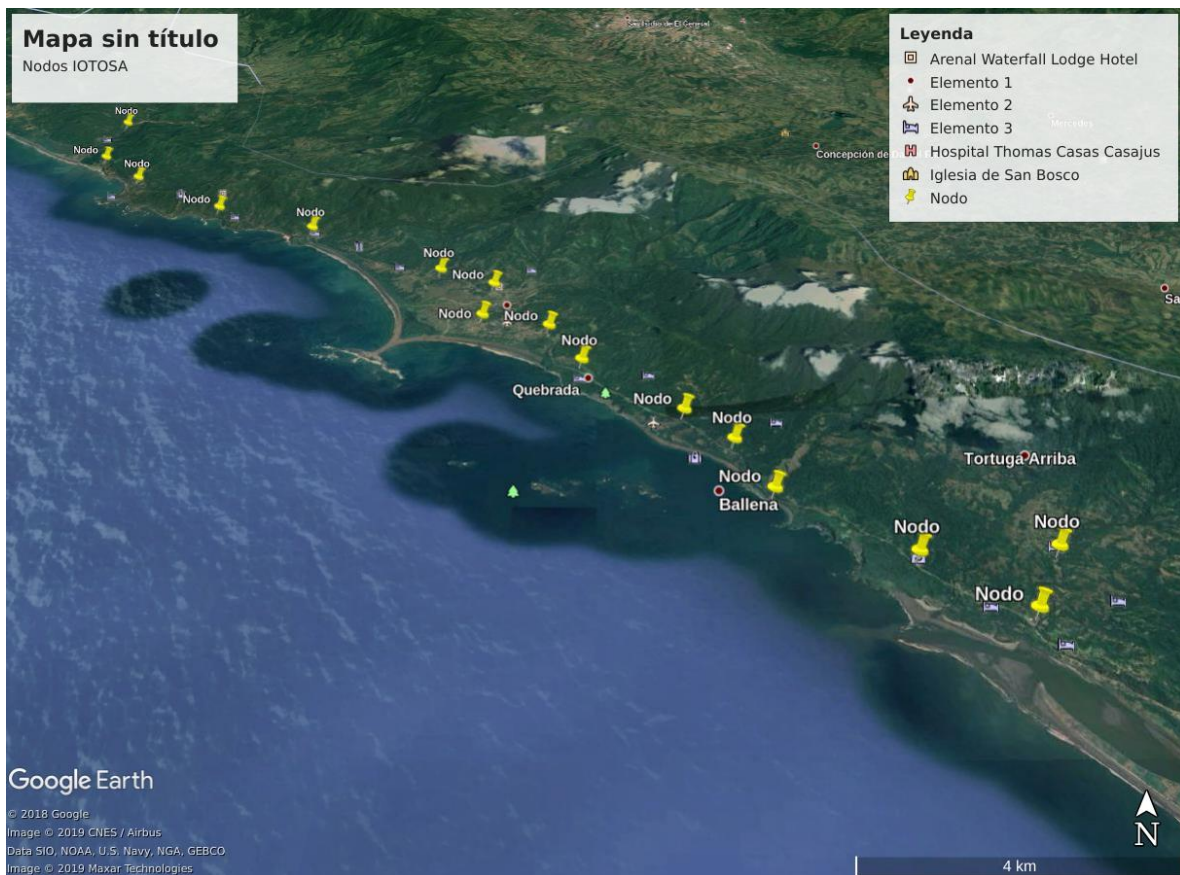 Mapa sin título
Nodos IOTOSA
Leyenda
Arenal Waterfall Lodge Hotel
Elemento 1
Elemento 2
Elemento 3
Hospital Thomas Casas Casajus
Iglesia de San Bosco
Nodo
Mercedes
Concepción de
Nodo
Nodo
Nodo
Nodo
Nodo
Nodo
Nodo
Nodo
Nodo
Nodo
Quebrada
Nodo
Nodo
Nodo
Ballena
Tortuga Arriba
Nodo
Nodo
Nodo
Sa
Google Earth
© 2018 Google
Image © 2019 CNES / Airbus
Data SIO, NOAA, U.S. Navy, NGA, GEBCO
Image © 2019 Maxar Technologies
4 km
N